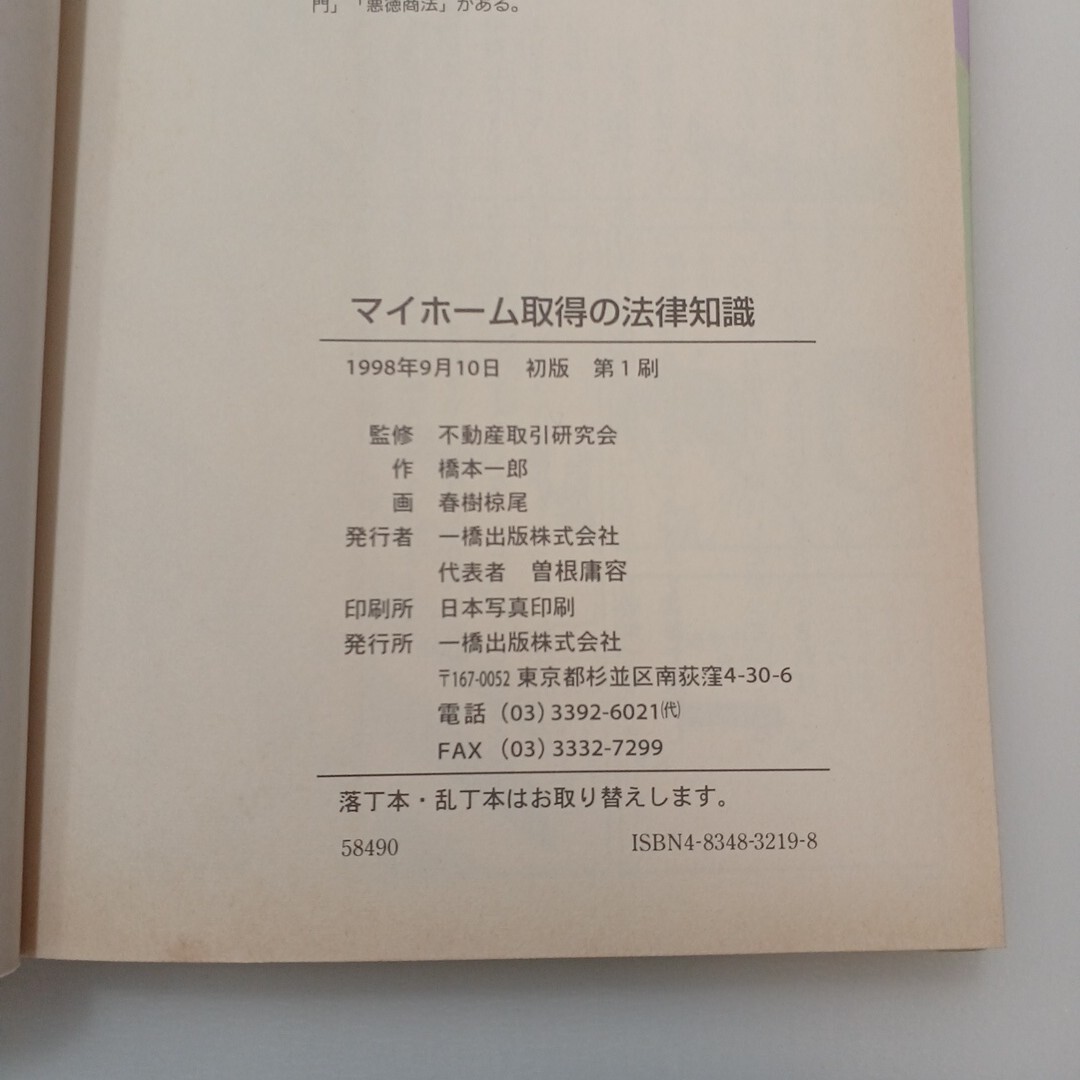 門」「悪徳商法」がある。
マイホーム取得の法律知識
1998年9月10日 初版 第1刷
監修 不動産取引研究会
作 橋本一郎
画 春樹椋尾
発行者 一橋出版株式会社
代表者 曽根庸容
印刷所 日本写真印刷
発行所 一橋出版株式会社
〒167-0052 東京都杉並区南荻窪4-30-6
電話 (03) 3392-6021㈹
FAX (03) 3332-7299
落丁本・乱丁本はお取り替えします。
58490 ISBN4-8348-3219-8